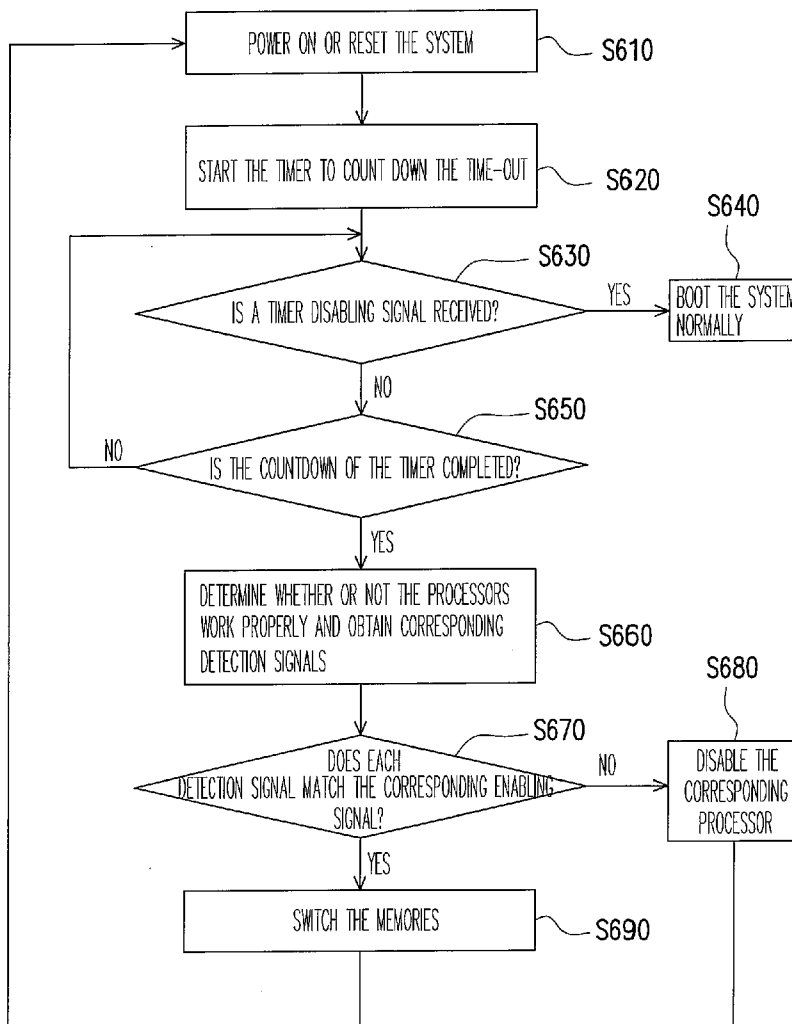 POWER ON OR RESET THE SYSTEM
S610
START THE TIMER TO COUNT DOWN THE TIME-OUT
S620
S630
S640
IS A TIMER DISABLING SIGNAL RECEIVED?
YES
BOOT THE SYSTEM
NORMALLY
NO
S650
NO
IS THE COUNTDOWN OF THE TIMER COMPLETED?
YES
DETERMINE WHETHER OR NOT THE PROCESSORS
WORK PROPERLY AND OBTAIN CORRESPONDING
DETECTION SIGNALS
S660
S670
S680
DOES EACH
DETECTION SIGNAL MATCH THE CORRESPONDING ENABLING
SIGNAL?
NO
DISABLE THE
CORRESPONDING
PROCESSOR
YES
SWITCH THE MEMORIES
S690